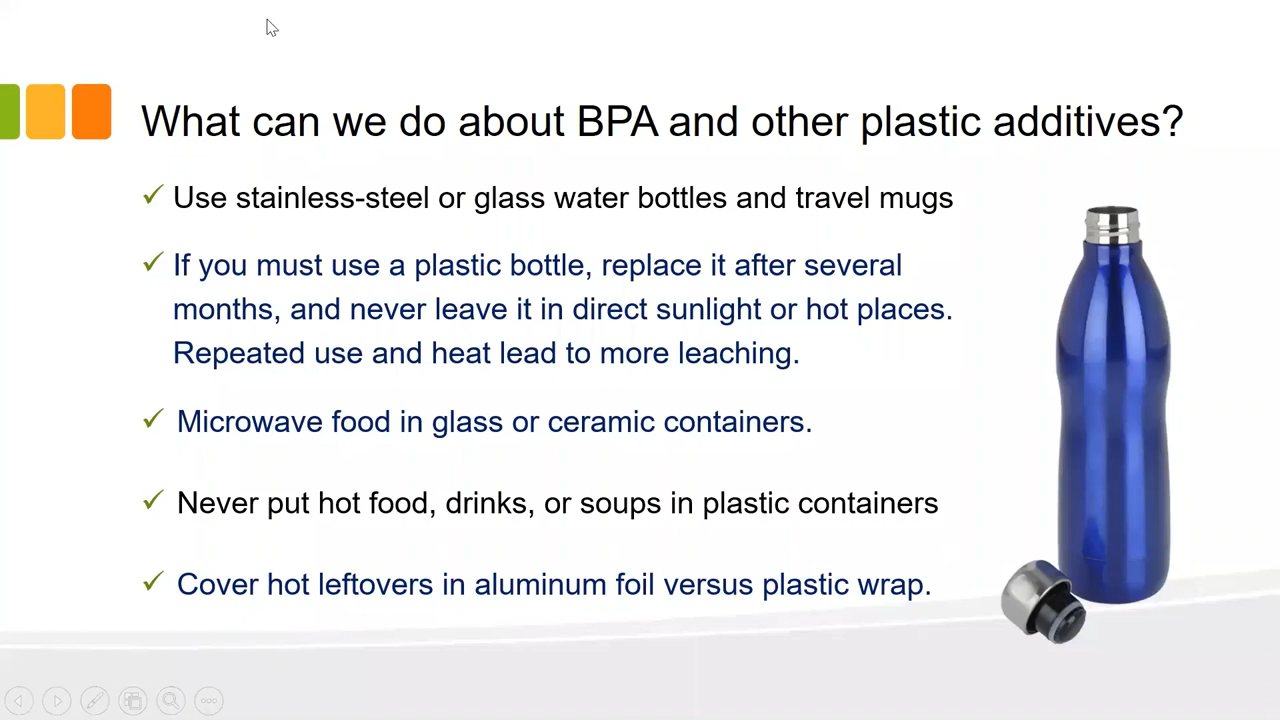 What can we do about BPA and other plastic additives?
Use stainless-steel or glass water bottles and travel mugs
If you must use a plastic bottle, replace it after several
months, and never leave it in direct sunlight or hot places.
Repeated use and heat lead to more leaching.
Microwave food in glass or ceramic containers.
Never put hot food, drinks, or soups in plastic containers
Cover hot leftovers in aluminum foil versus plastic wrap.